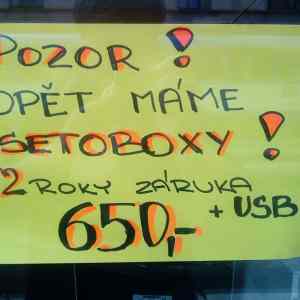 POZOR !
OPĚT MÁME
SETOBOXY !
2 ROKY ZÁRUKA
650,- + USB